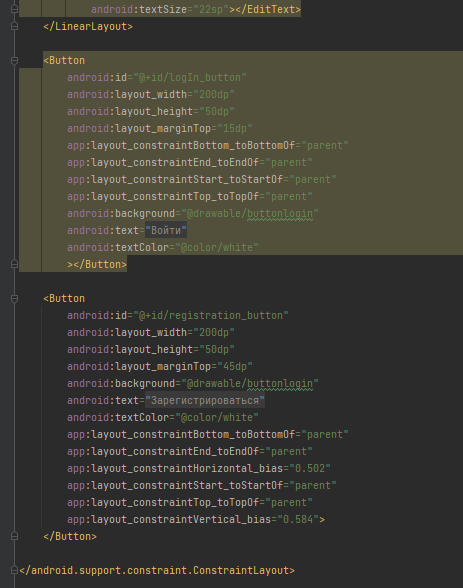 android:textSize="22sp"></EditText>
</LinearLayout>
<Button
android:id="@+id/logIn_button"
android:layout_width="200dp"
android:layout_height="50dp"
android:layout_marginTop="15dp"
app:layout_constraintBottom_toBottomOf="parent"
app:layout_constraintEnd_toEndOf="parent"
app:layout_constraintStart_toStartOf="parent"
app:layout_constraintTop_toTopOf="parent"
android:background="@drawable/buttonlogin"
android:text="Войти"
android:textColor="@color/white"
></Button>
<Button
android:id="@+id/registration_button"
android:layout_width="200dp"
android:layout_height="50dp"
android:layout_marginTop="45dp"
android:background="@drawable/buttonlogin"
android:text="Зарегистрироваться"
android:textColor="@color/white"
app:layout_constraintBottom_toBottomOf="parent"
app:layout_constraintEnd_toEndOf="parent"
app:layout_constraintHorizontal_bias="0.502"
app:layout_constraintStart_toStartOf="parent"
app:layout_constraintTop_toTopOf="parent"
app:layout_constraintVertical_bias="0.584">
</Button>
</android.support.constraint.ConstraintLayout>